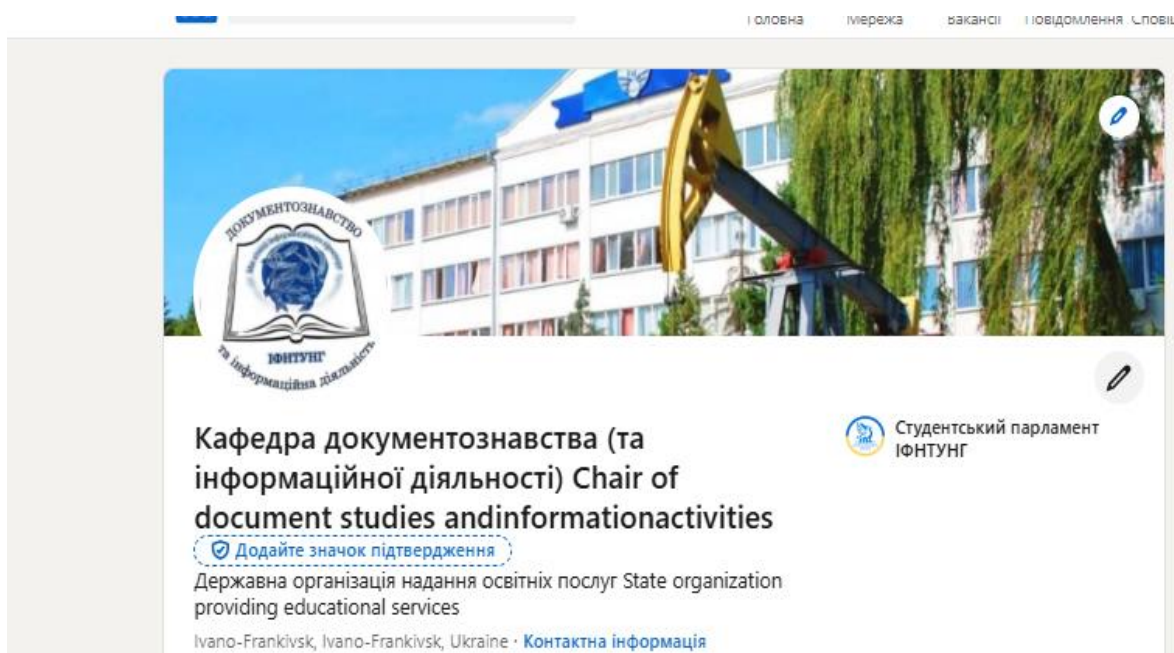 Головна Мережа Вакансії Повідомлення
ДОКУМЕНТОЗНАВСТВО
ІФНТУНГ
та інформаційна діяльність
Кафедра документознавства (та
інформаційної діяльності) Chair of
document studies andinformationactivities
Додайте значок підтвердження
Державна організація надання освітніх послуг State organization
providing educational services
Ivano-Frankivsk, Ivano-Frankivsk, Ukraine · Контактна інформація
Студентський парламент
ІФНТУНГ